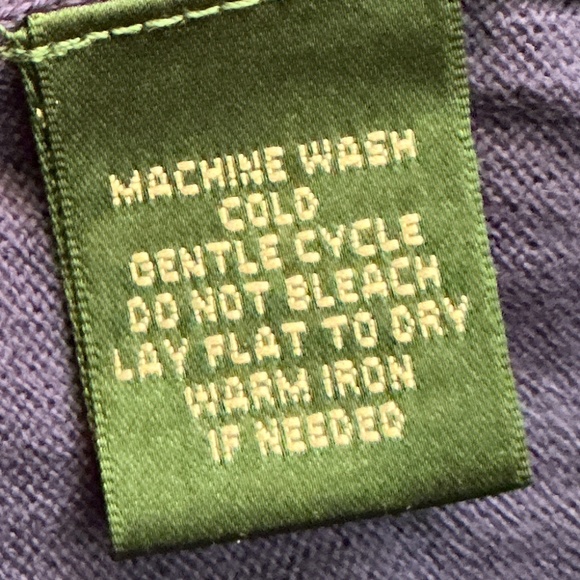 MACHINE WASH
COLD
GENTLE CYCLE
DO NOT BLEACH
LAY FLAT TO DRY
WARM IRON
IF NEEDED